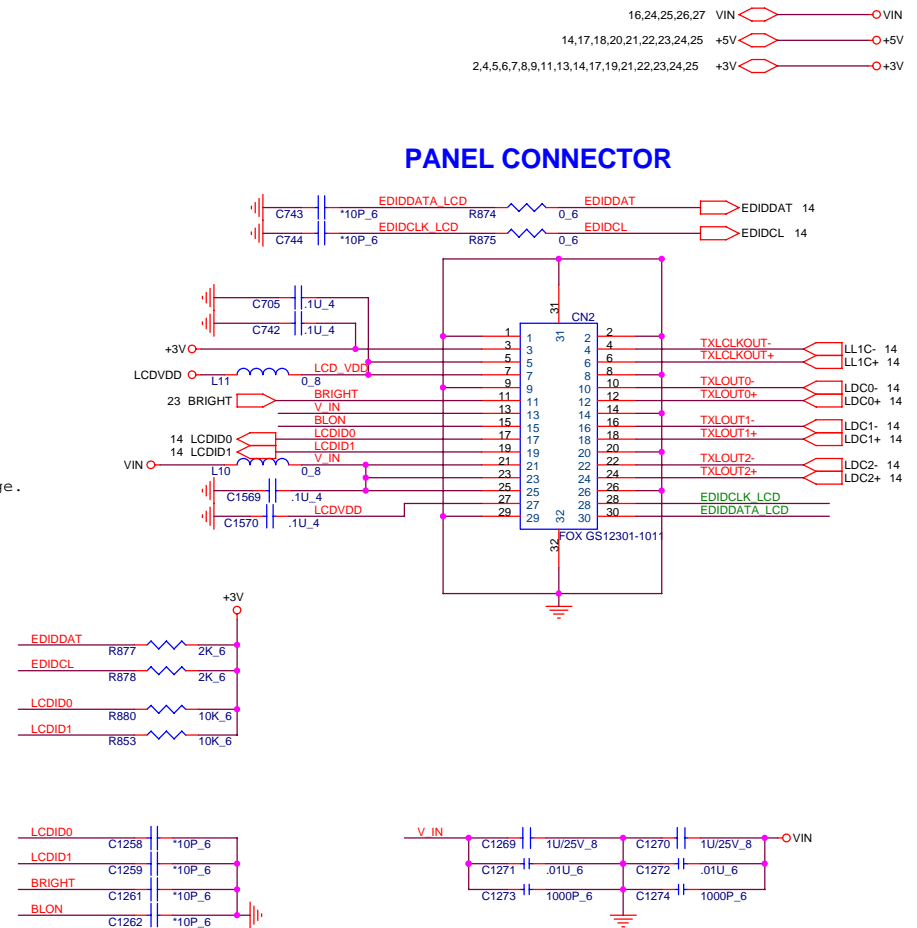 16,24,25,26,27 VIN VIN
14,17,18,20,21,22,23,24,25 +5V +5V
2,4,5,6,7,8,9,11,13,14,17,19,21,22,23,24,25 +3V +3V
PANEL CONNECTOR
EDIDDATA_LCD EDIDDAT
C743 *10P_6 R874 0_6 EDIDDAT 14
EDIDCLK_LCD EDIDCL
C744 *10P_6 R875 0_6 EDIDCL 14
C705 .1U_4
C742 .1U_4
31
31
CN2
1 1 2 2
+3V 3 3 4 4 TXLCLKOUT- LL1C- 14
5 5 6 6 TXLCLKOUT+ LL1C+ 14
LCDVDD L11 0_8 LCD_VDD 7 7 8 8
9 9 10 10 TXLOUT0- LDC0- 14
23 BRIGHT BRIGHT 11 11 12 12 TXLOUT0+ LDC0+ 14
V_IN 13 13 14 14
BLON 15 15 16 16 TXLOUT1- LDC1- 14
14 LCDID0 LCDID0 17 17 18 18 TXLOUT1+ LDC1+ 14
14 LCDID1 LCDID1 19 19 20 20
VIN L10 0_8 V_IN 21 21 22 22 TXLOUT2- LDC2- 14
23 23 24 24 TXLOUT2+ LDC2+ 14
ge.
C1569 .1U_4 25 25 26 26
27 27 28 28 EDIDCLK_LCD
C1570 .1U_4 LCDVDD 29 29 30 30 EDIDDATA_LCD
32
32
FOX GS12301-1011
+3V
EDIDDAT
R877 2K_6
EDIDCL
R878 2K_6
LCDID0
R880 10K_6
LCDID1
R853 10K_6
LCDID0
C1258 *10P_6
LCDID1
C1259 *10P_6
BRIGHT
C1261 *10P_6
BLON
C1262 *10P_6
V_IN VIN
C1269 1U/25V_8 C1270 1U/25V_8
C1271 .01U_6 C1272 .01U_6
C1273 1000P_6 C1274 1000P_6